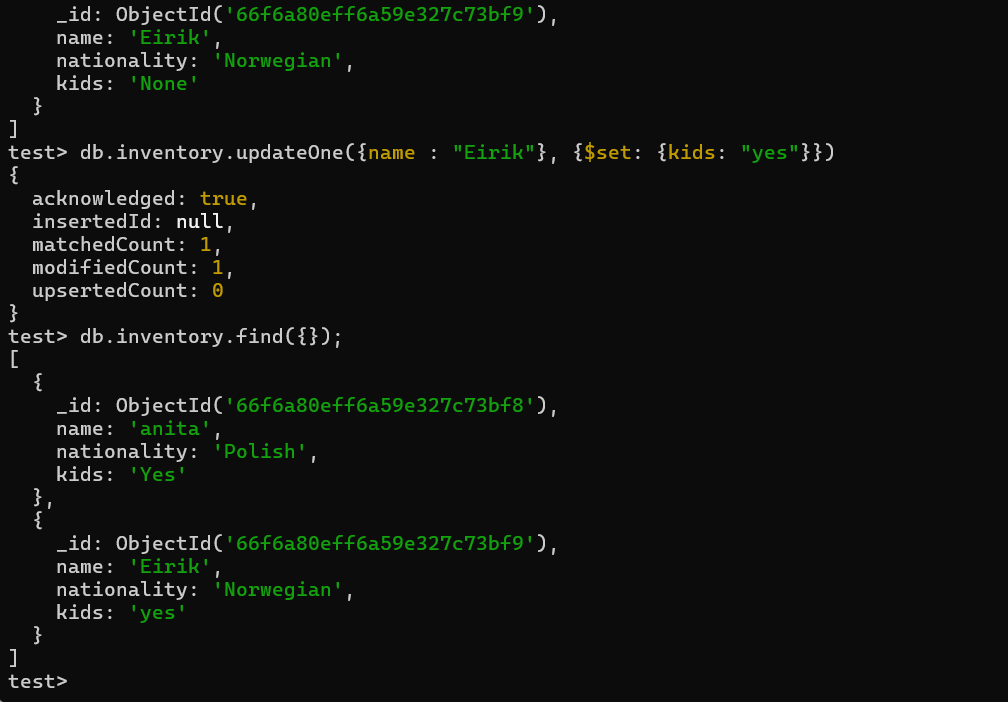 _id: ObjectId('66f6a80eff6a59e327c73bf9'),
    name: 'Eirik',
    nationality: 'Norwegian',
    kids: 'None'
  }
]
test> db.inventory.updateOne({name : "Eirik"}, {$set: {kids: "yes"}})
{
  acknowledged: true,
  insertedId: null,
  matchedCount: 1,
  modifiedCount: 1,
  upsertedCount: 0
}
test> db.inventory.find({});
[
  {
    _id: ObjectId('66f6a80eff6a59e327c73bf8'),
    name: 'anita',
    nationality: 'Polish',
    kids: 'Yes'
  },
  {
    _id: ObjectId('66f6a80eff6a59e327c73bf9'),
    name: 'Eirik',
    nationality: 'Norwegian',
    kids: 'yes'
  }
]
test>